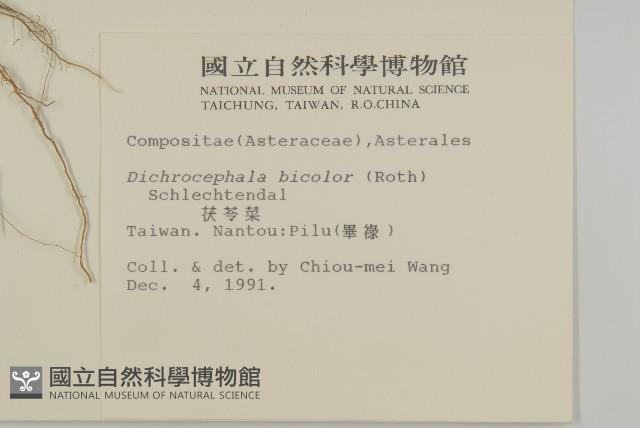 國立自然科學博物館
NATIONAL MUSEUM OF NATURAL SCIENCE
TAICHUNG, TAIWAN, R.O.CHINA
Compositae(Asteraceae),Asterales
Dichrocephala bicolor (Roth)
Schlechtendal
茯苓菜
Taiwan. Nantou:Pilu(畢祿)
Coll. & det. by Chiou-mei Wang
Dec. 4, 1991.
國立自然科學博物館
NATIONAL MUSEUM OF NATURAL SCIENCE